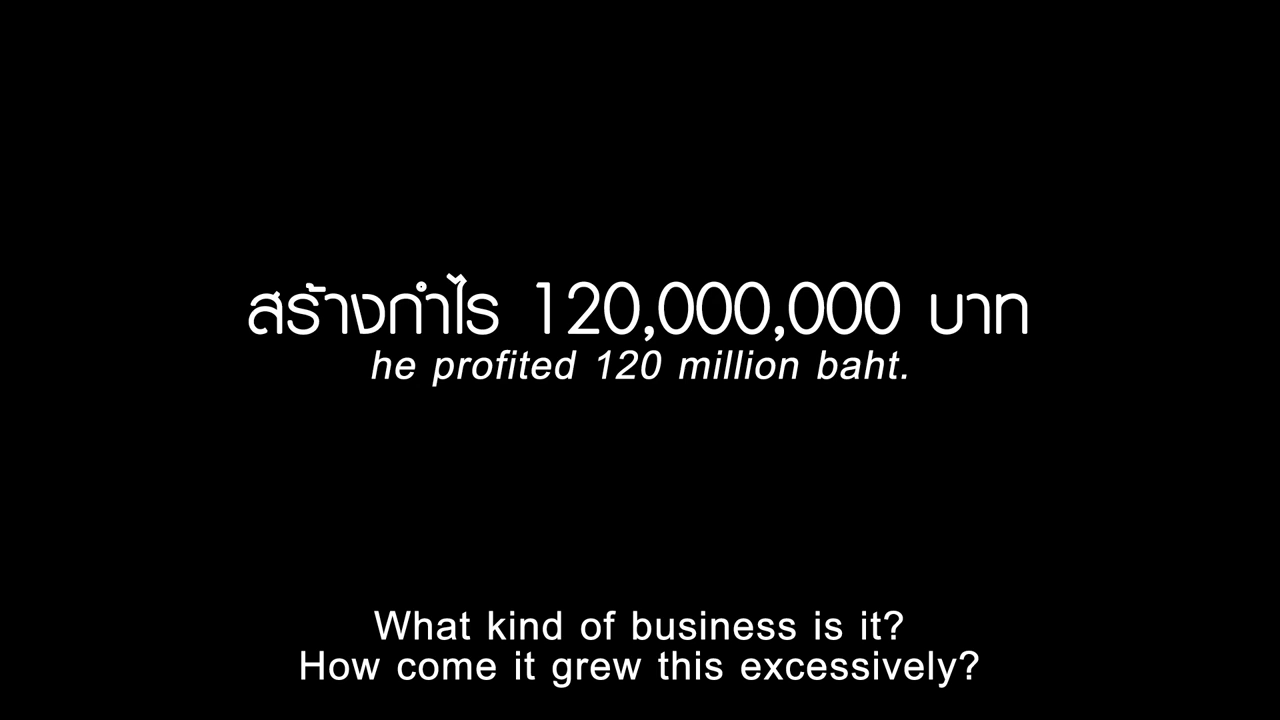 สร้างกำไร 120,000,000 บาท
he profited 120 million baht.
What kind of business is it?
How come it grew this excessively?